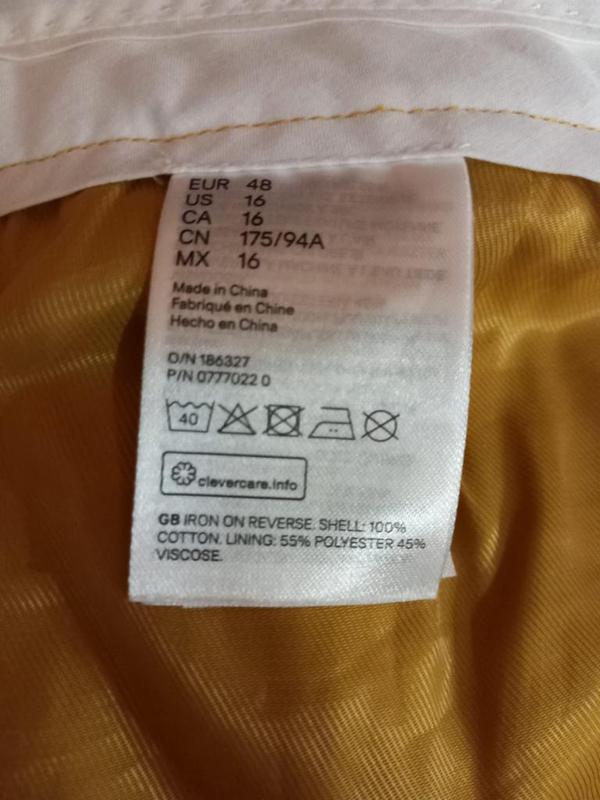 EUR 48
US 16
CA 16
CN 175/94A
MX 16
Made in China
Fabriqué en Chine
Hecho en China
O/N 186327
P/N 0777022 0
40
clevercare.info
GB IRON ON REVERSE. SHELL: 100%
COTTON. LINING: 55% POLYESTER 45%
VISCOSE.